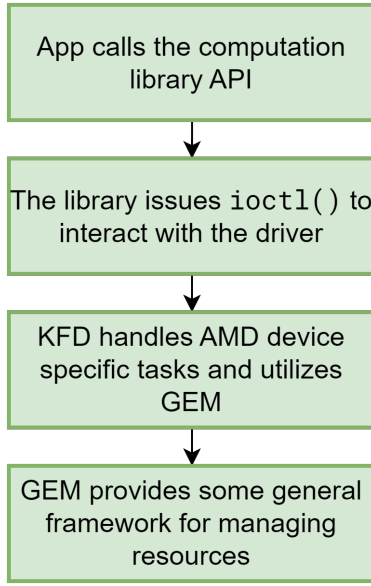 App calls the computation
library API
The library issues ioctl() to
interact with the driver
KFD handles AMD device
specific tasks and utilizes
GEM
GEM provides some general
framework for managing
resources